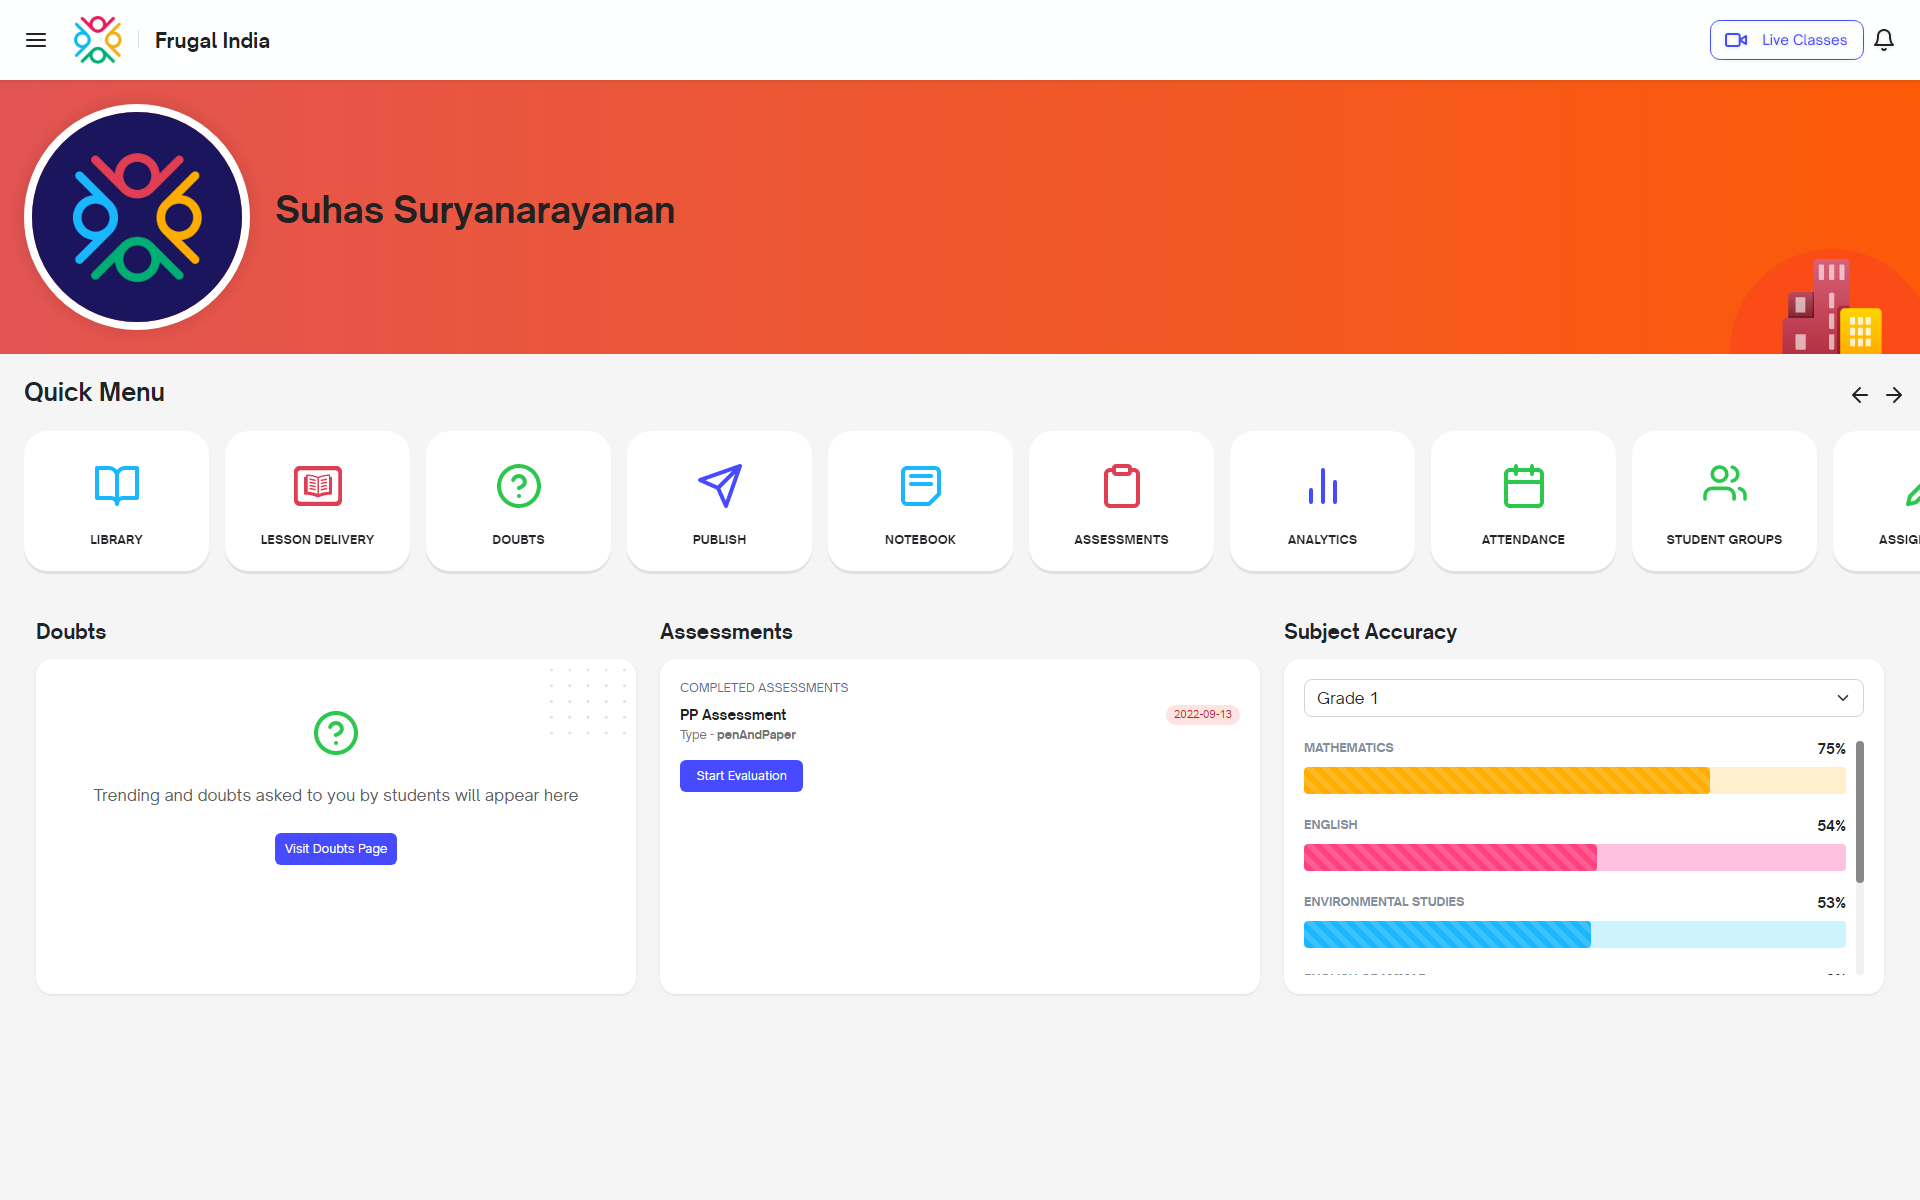 Frugal India
Live Classes
Suhas Suryanarayanan
Quick Menu
LIBRARY
LESSON DELIVERY
DOUBTS
PUBLISH
NOTEBOOK
ASSESSMENTS
ANALYTICS
ATTENDANCE
STUDENT GROUPS
ASSIG
Doubts
Trending and doubts asked to you by students will appear here
Visit Doubts Page
Assessments
COMPLETED ASSESSMENTS
PP Assessment
2022-09-13
Type - penAndPaper
Start Evaluation
Subject Accuracy
Grade 1
MATHEMATICS
75%
ENGLISH
54%
ENVIRONMENTAL STUDIES
53%